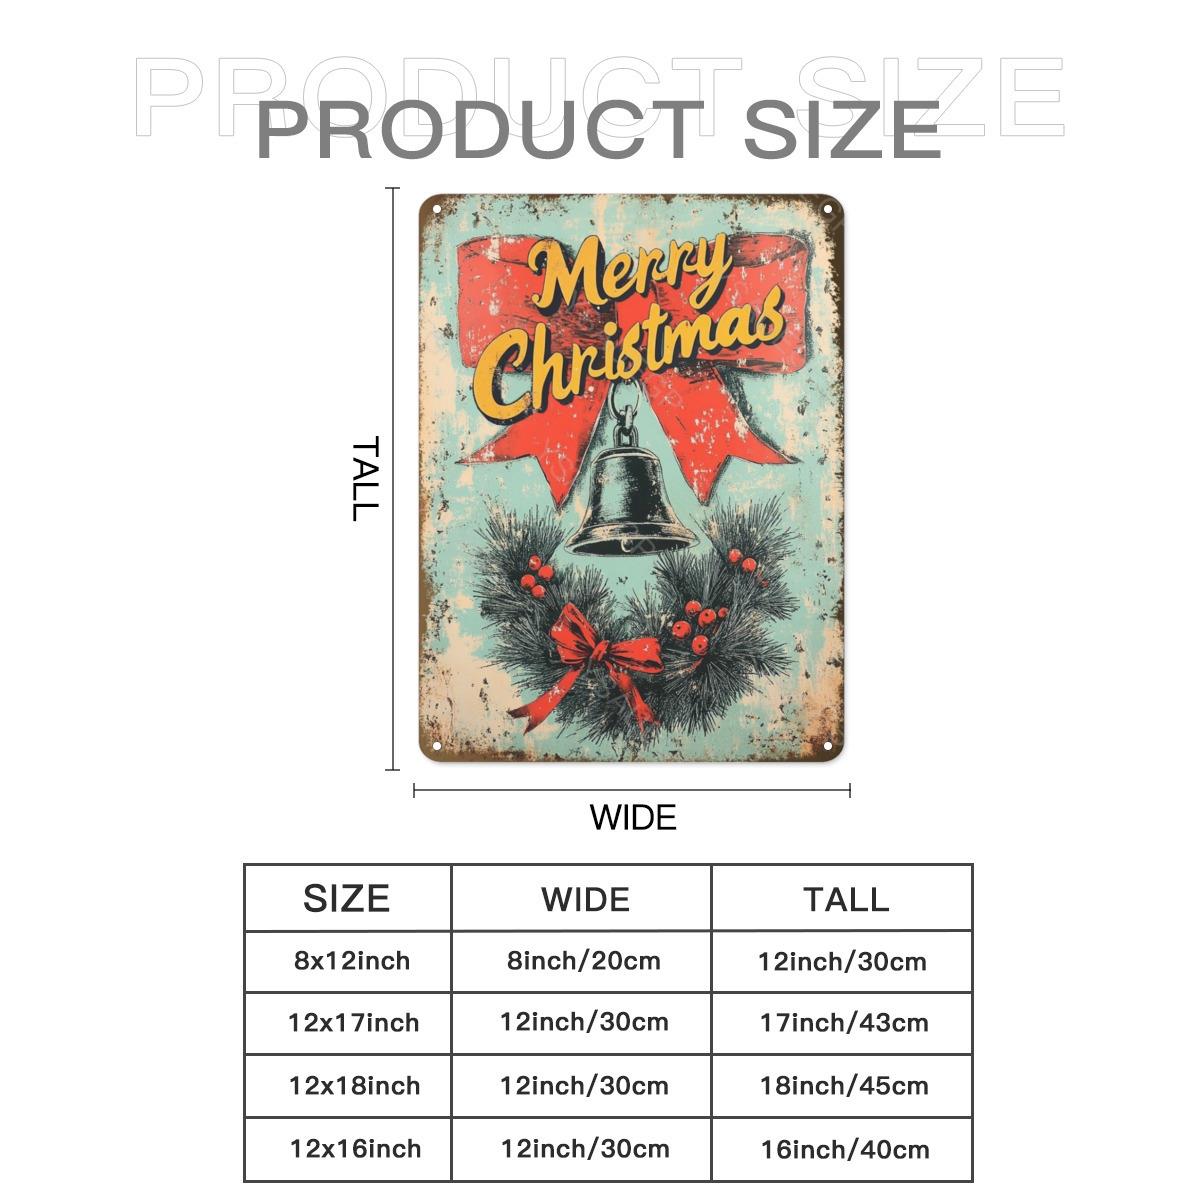 PRODUCT SIZE
PRODUCT SIZE
Merry
Christmas
TALL
WIDE
SIZE WIDE TALL
8x12inch 8inch/20cm 12inch/30cm
12x17inch 12inch/30cm 17inch/43cm
12x18inch 12inch/30cm 18inch/45cm
12x16inch 12inch/30cm 16inch/40cm